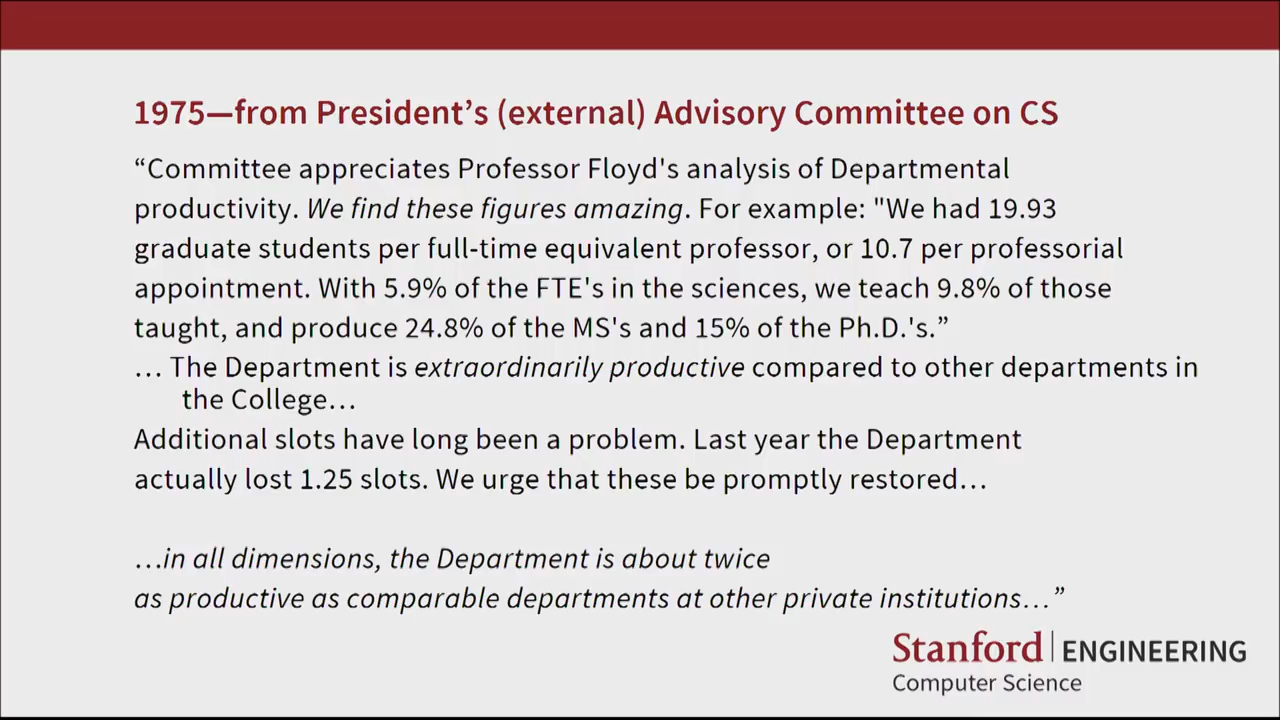 1975—from President’s (external) Advisory Committee on CS
“Committee appreciates Professor Floyd's analysis of Departmental
productivity. We find these figures amazing. For example: "We had 19.93
graduate students per full-time equivalent professor, or 10.7 per professorial
appointment. With 5.9% of the FTE's in the sciences, we teach 9.8% of those
taught, and produce 24.8% of the MS's and 15% of the Ph.D.'s.”
… The Department is extraordinarily productive compared to other departments in
the College…
Additional slots have long been a problem. Last year the Department
actually lost 1.25 slots. We urge that these be promptly restored…
…in all dimensions, the Department is about twice
as productive as comparable departments at other private institutions…”
Stanford | ENGINEERING
Computer Science